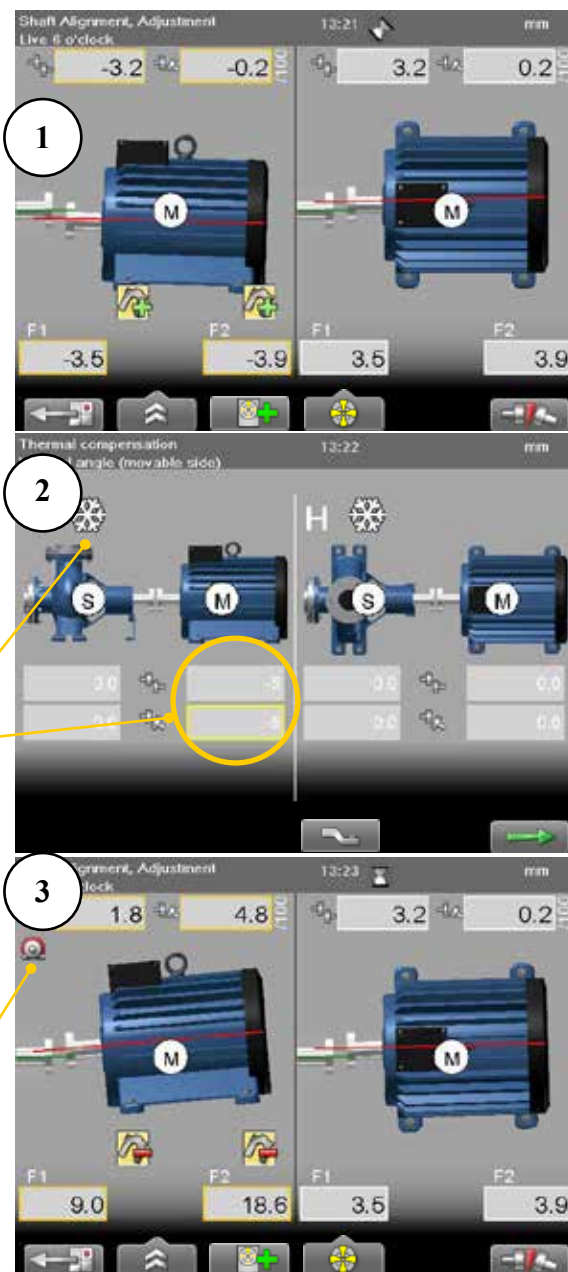 Shaft Alignment, Adjustment 13:21 mm
Live 6 o'clock
-3.2 -0.2 /100 3.2 0.2
1
M M
F1 F2
-3.5 -3.9 3.5 3.9
Thermal compensation 13:22 mm
angle (movable side)
2
H
S M S M
0.0 -5 0.0 0.0
0.0 -5 0.0 0.0
Alignment, Adjustment 13:23 mm
3
1.8 4.8 /100 3.2 0.2
M M
F1 F2 F1
9.0 18.6 3.5 3.9